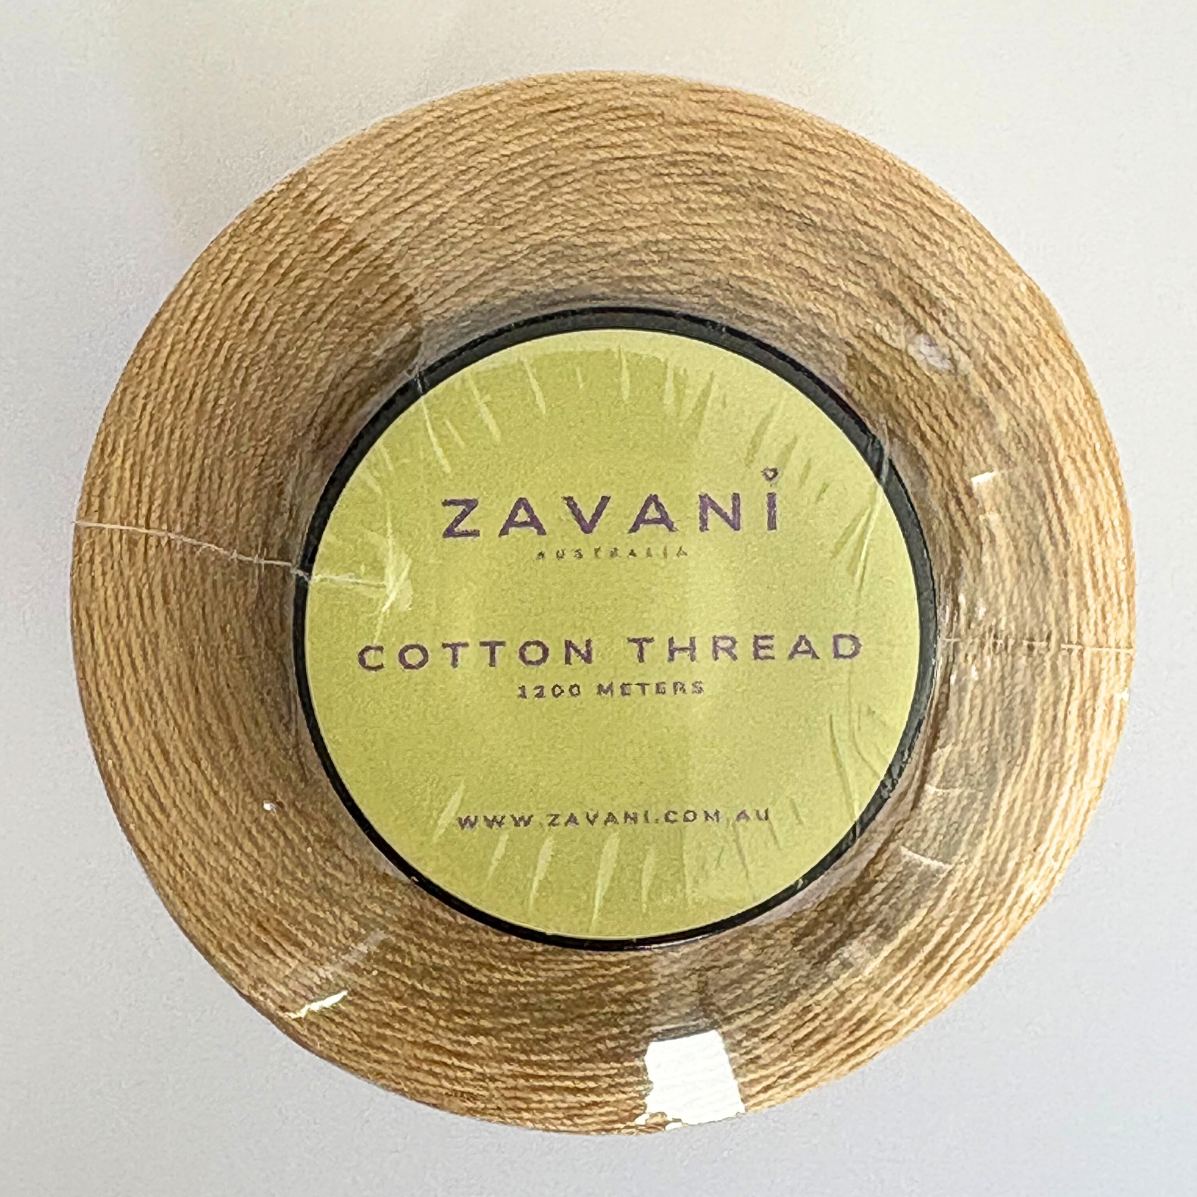 ZAVANi
AUSTRALIA
COTTON THREAD
1200 METERS
WWW.ZAVANI.COM.AU